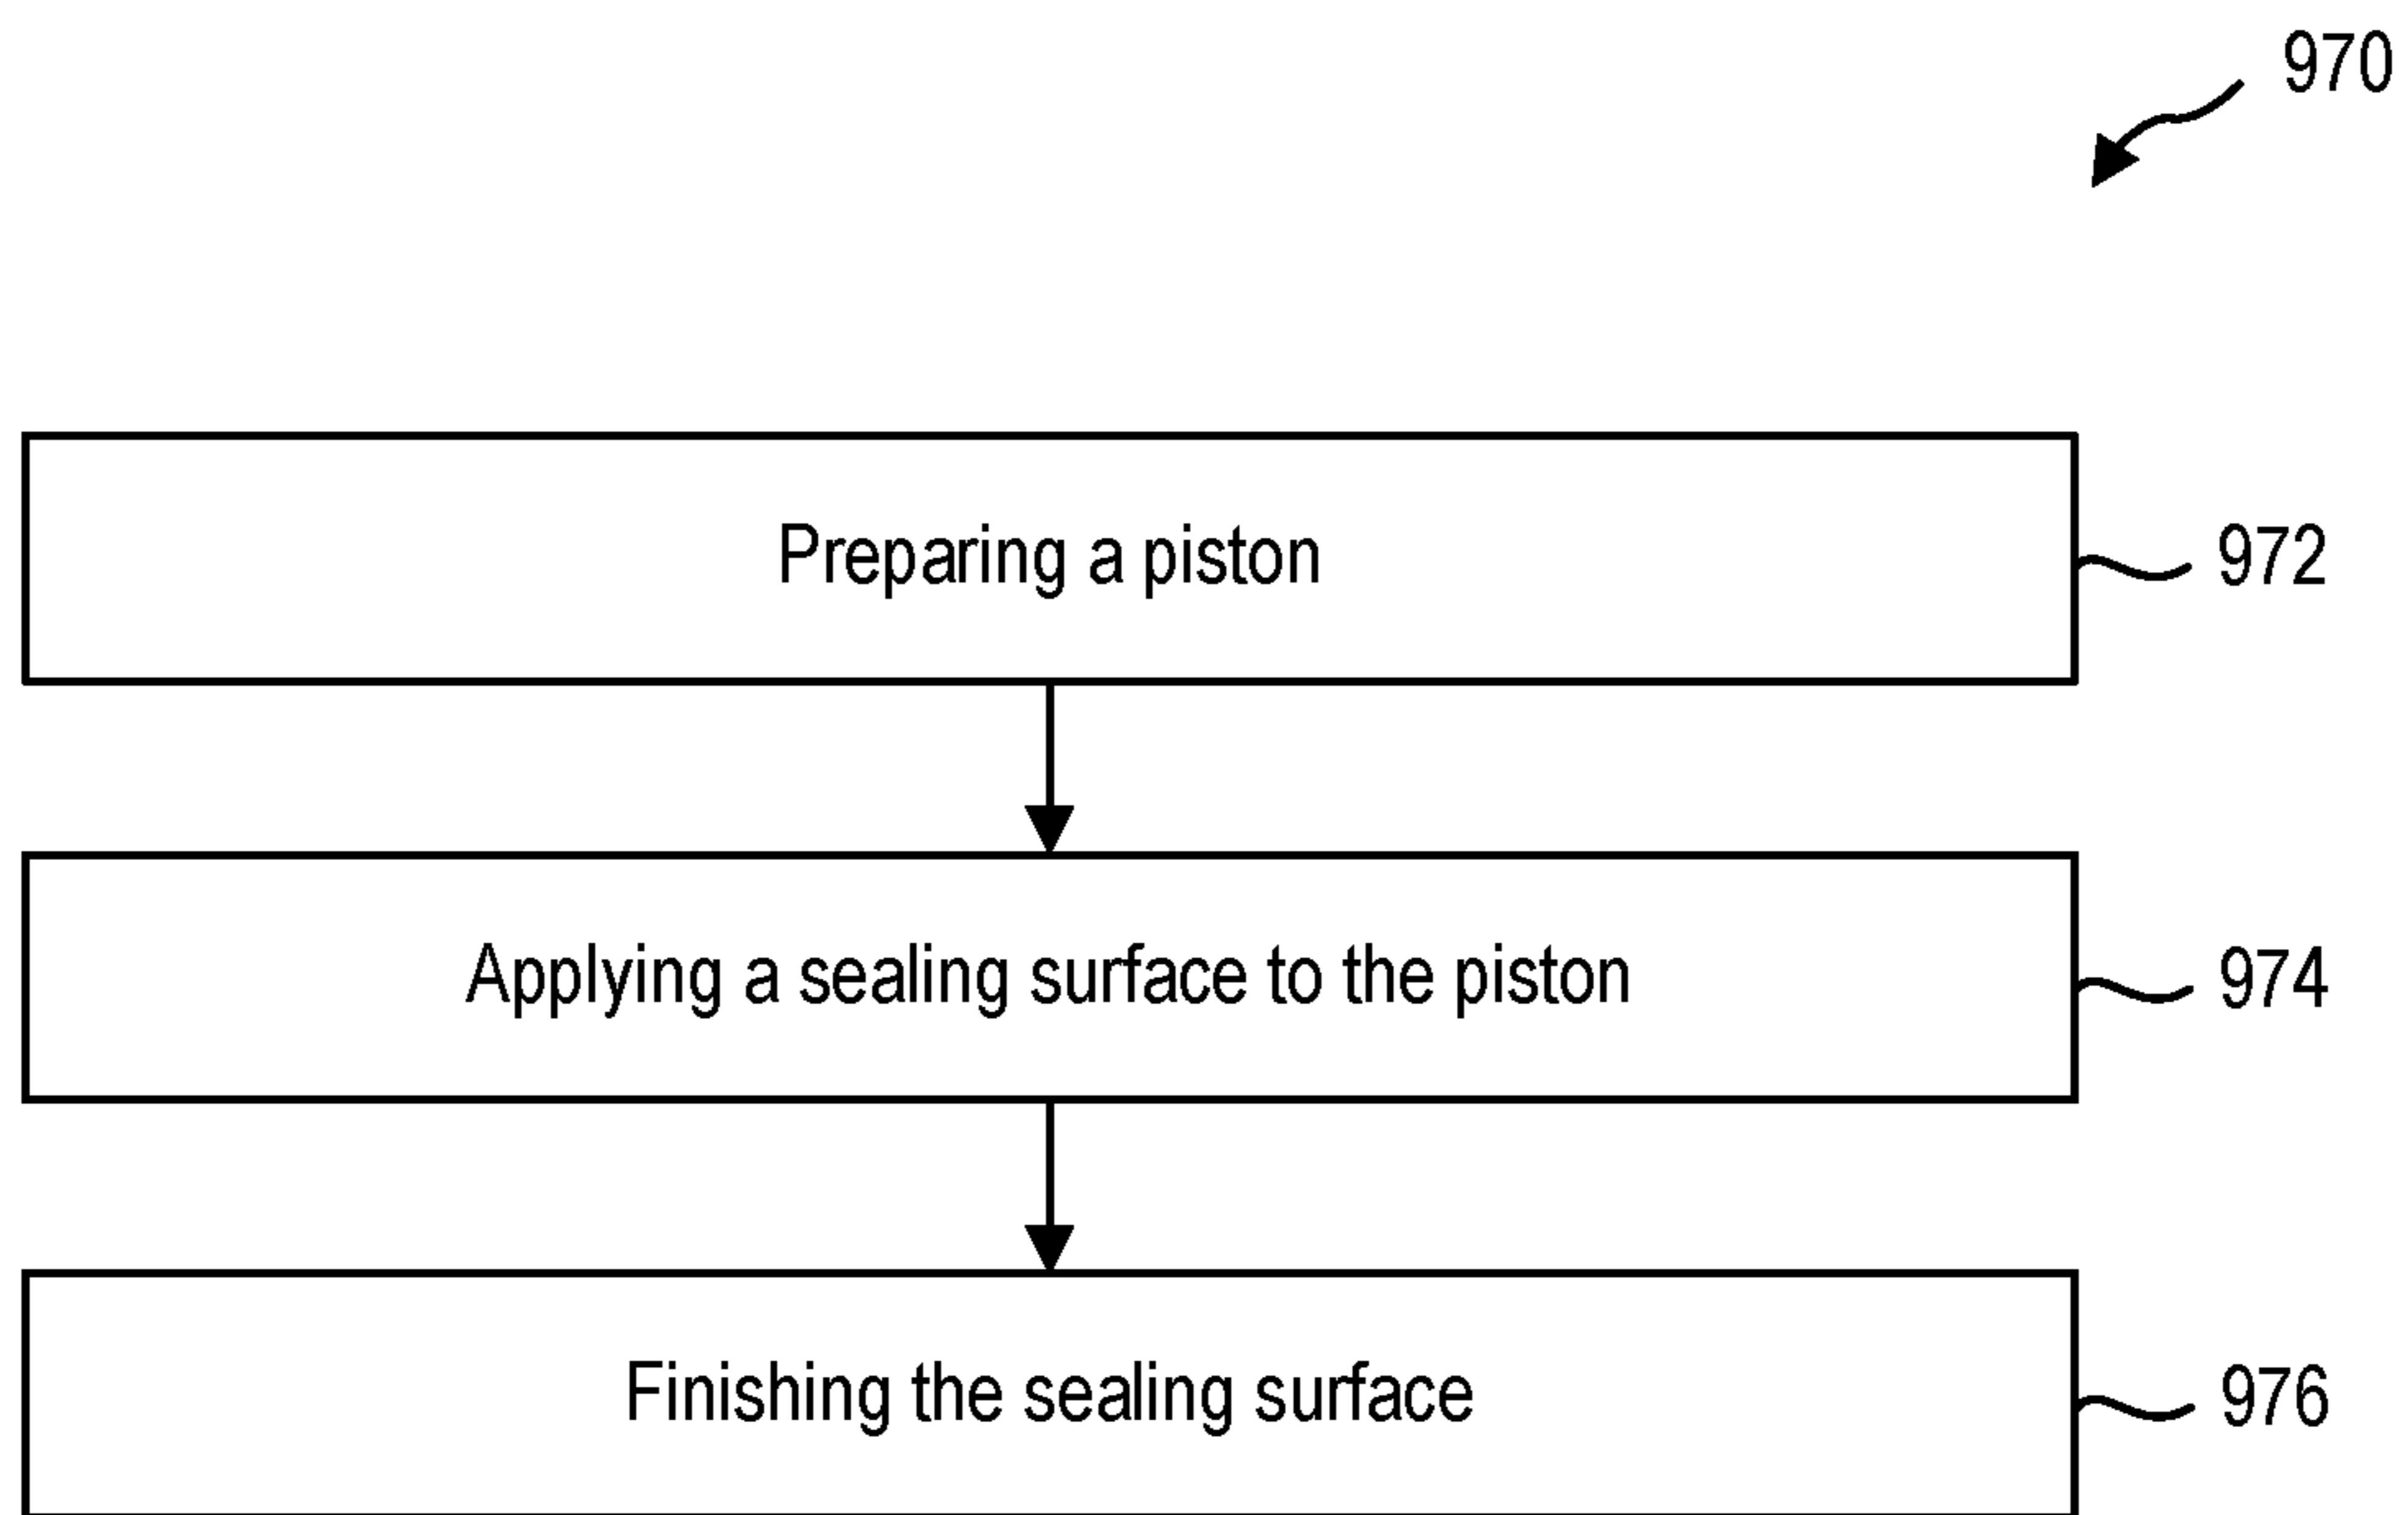 970
Preparing a piston
972
Applying a sealing surface to the piston
974
Finishing the sealing surface
976